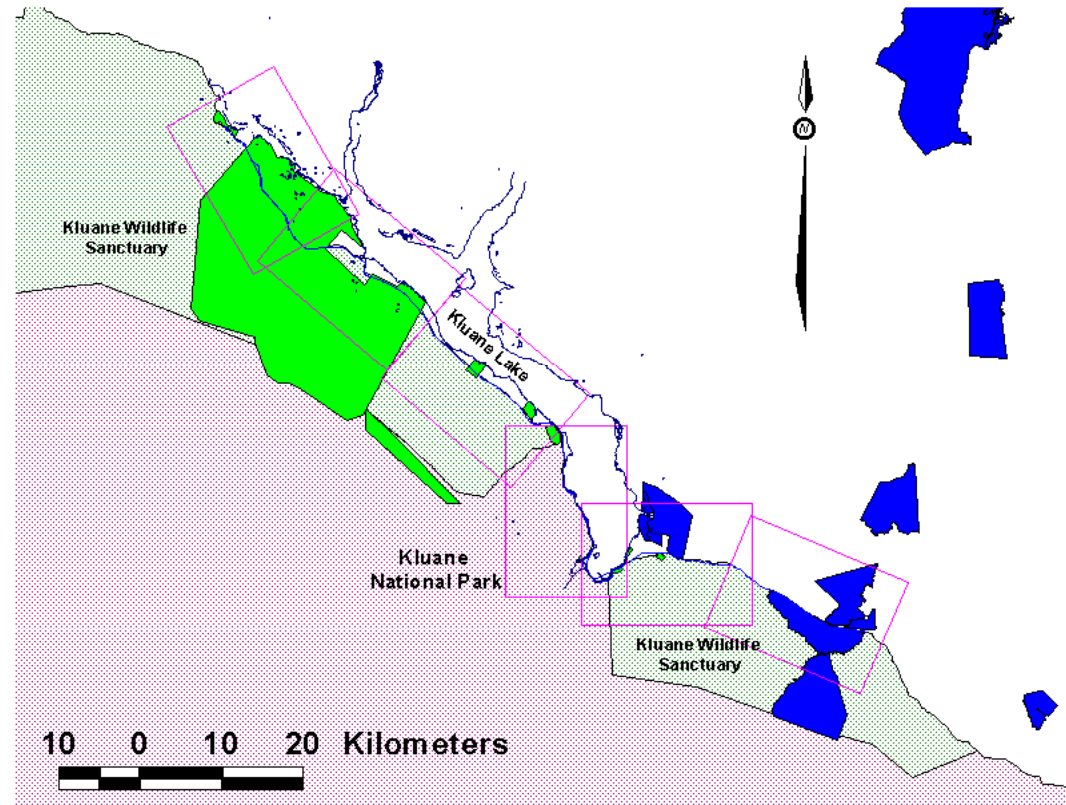 N
Kluane Wildlife
Sanctuary
Kluane Lake
Kluane
National Park
Kluane Wildlife
Sanctuary
10 0 10 20 Kilometers